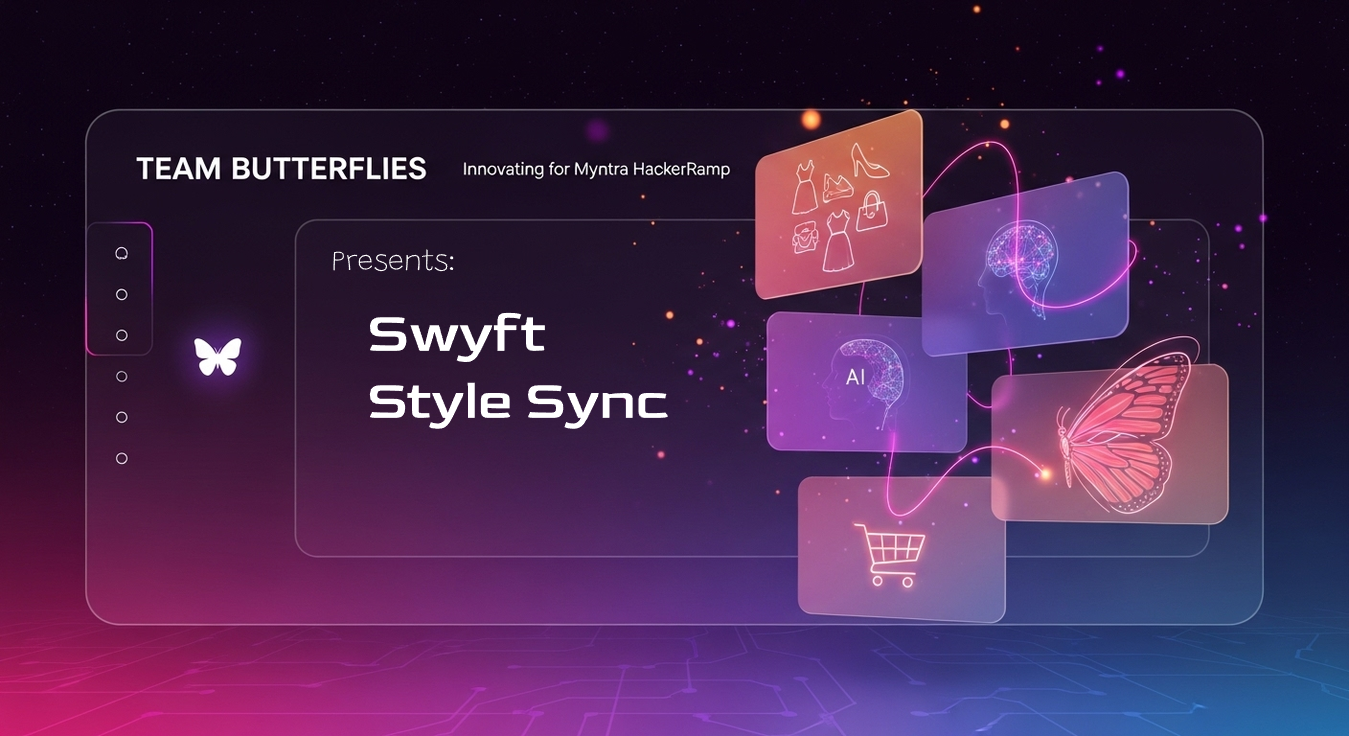 TEAM BUTTERFLIES
Innovating for Myntra HackerRamp
Presents:
Swyft
Style Sync
AI